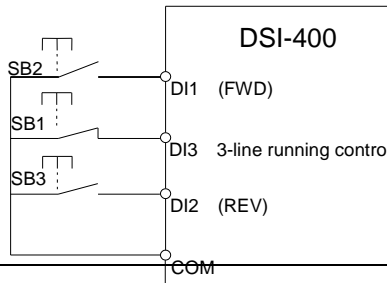 DSI-400
SB2
DI1 (FWD)
SB1
DI3 3-line running contro
SB3
DI2 (REV)
COM